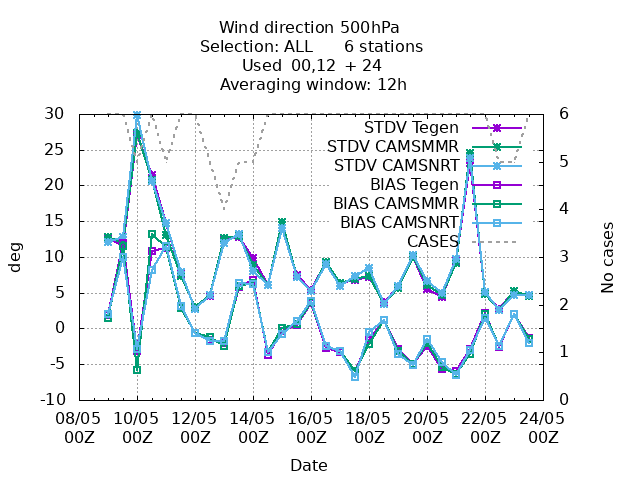 Wind direction 500hPa
Selection: ALL 6 stations
Used 00,12 + 24
Averaging window: 12h
30 6
STDV Tegen
STDV CAMSMMR
25 5
STDV CAMSNRT
BIAS Tegen
20 4
BIAS CAMSMMR
BIAS CAMSNRT
15
CASES
10 3
5
0 2
-5 1
-10 0
deg
No cases
08/05 10/05 12/05 14/05 16/05 18/05 20/05 22/05 24/05
00Z 00Z 00Z 00Z 00Z 00Z 00Z 00Z 00Z
Date